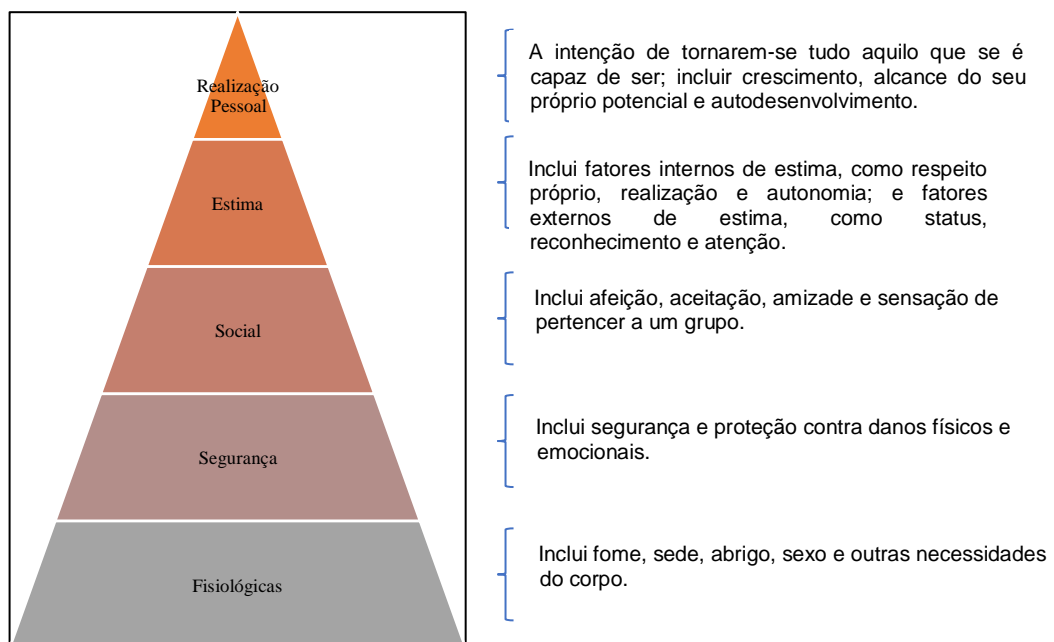 Realização
Pessoal
A intenção de tornarem-se tudo aquilo que se é
capaz de ser; incluir crescimento, alcance do seu
próprio potencial e autodesenvolvimento.
Estima
Inclui fatores internos de estima, como respeito
próprio, realização e autonomia; e fatores
externos de estima, como status,
reconhecimento e atenção.
Social
Inclui afeição, aceitação, amizade e sensação de
pertencer a um grupo.
Segurança
Inclui segurança e proteção contra danos físicos e
emocionais.
Fisiológicas
Inclui fome, sede, abrigo, sexo e outras necessidades
do corpo.